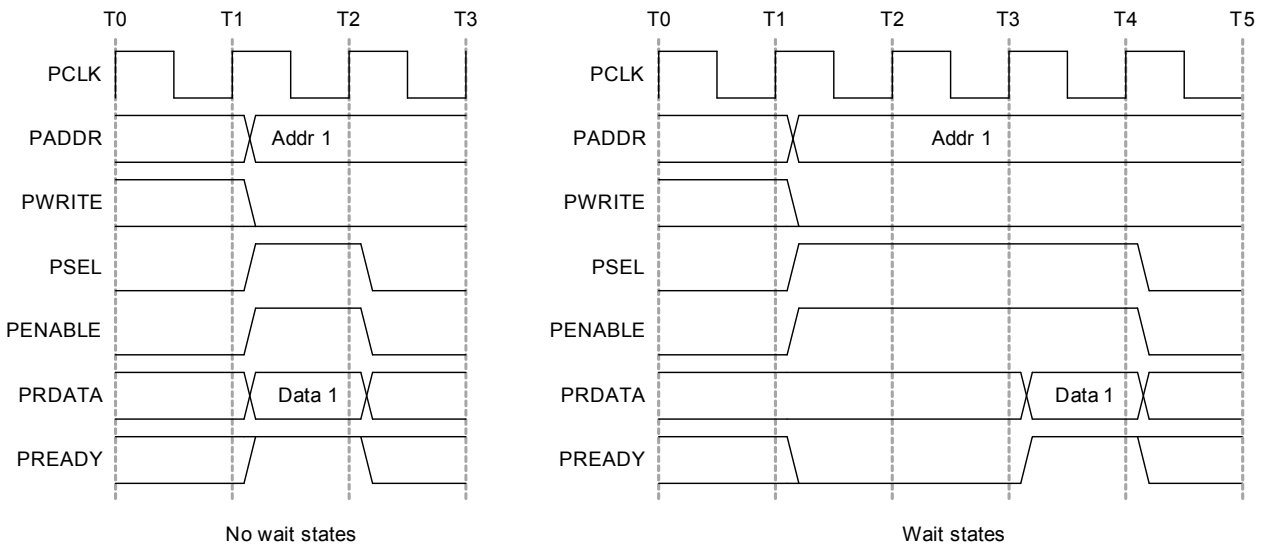 T0 T1 T2 T3
PCLK
PADDR Addr 1
PWRITE
PSEL
PENABLE
PRDATA Data 1
PREADY
No wait states
T0 T1 T2 T3 T4 T5
PCLK
PADDR Addr 1
PWRITE
PSEL
PENABLE
PRDATA Data 1
PREADY
Wait states